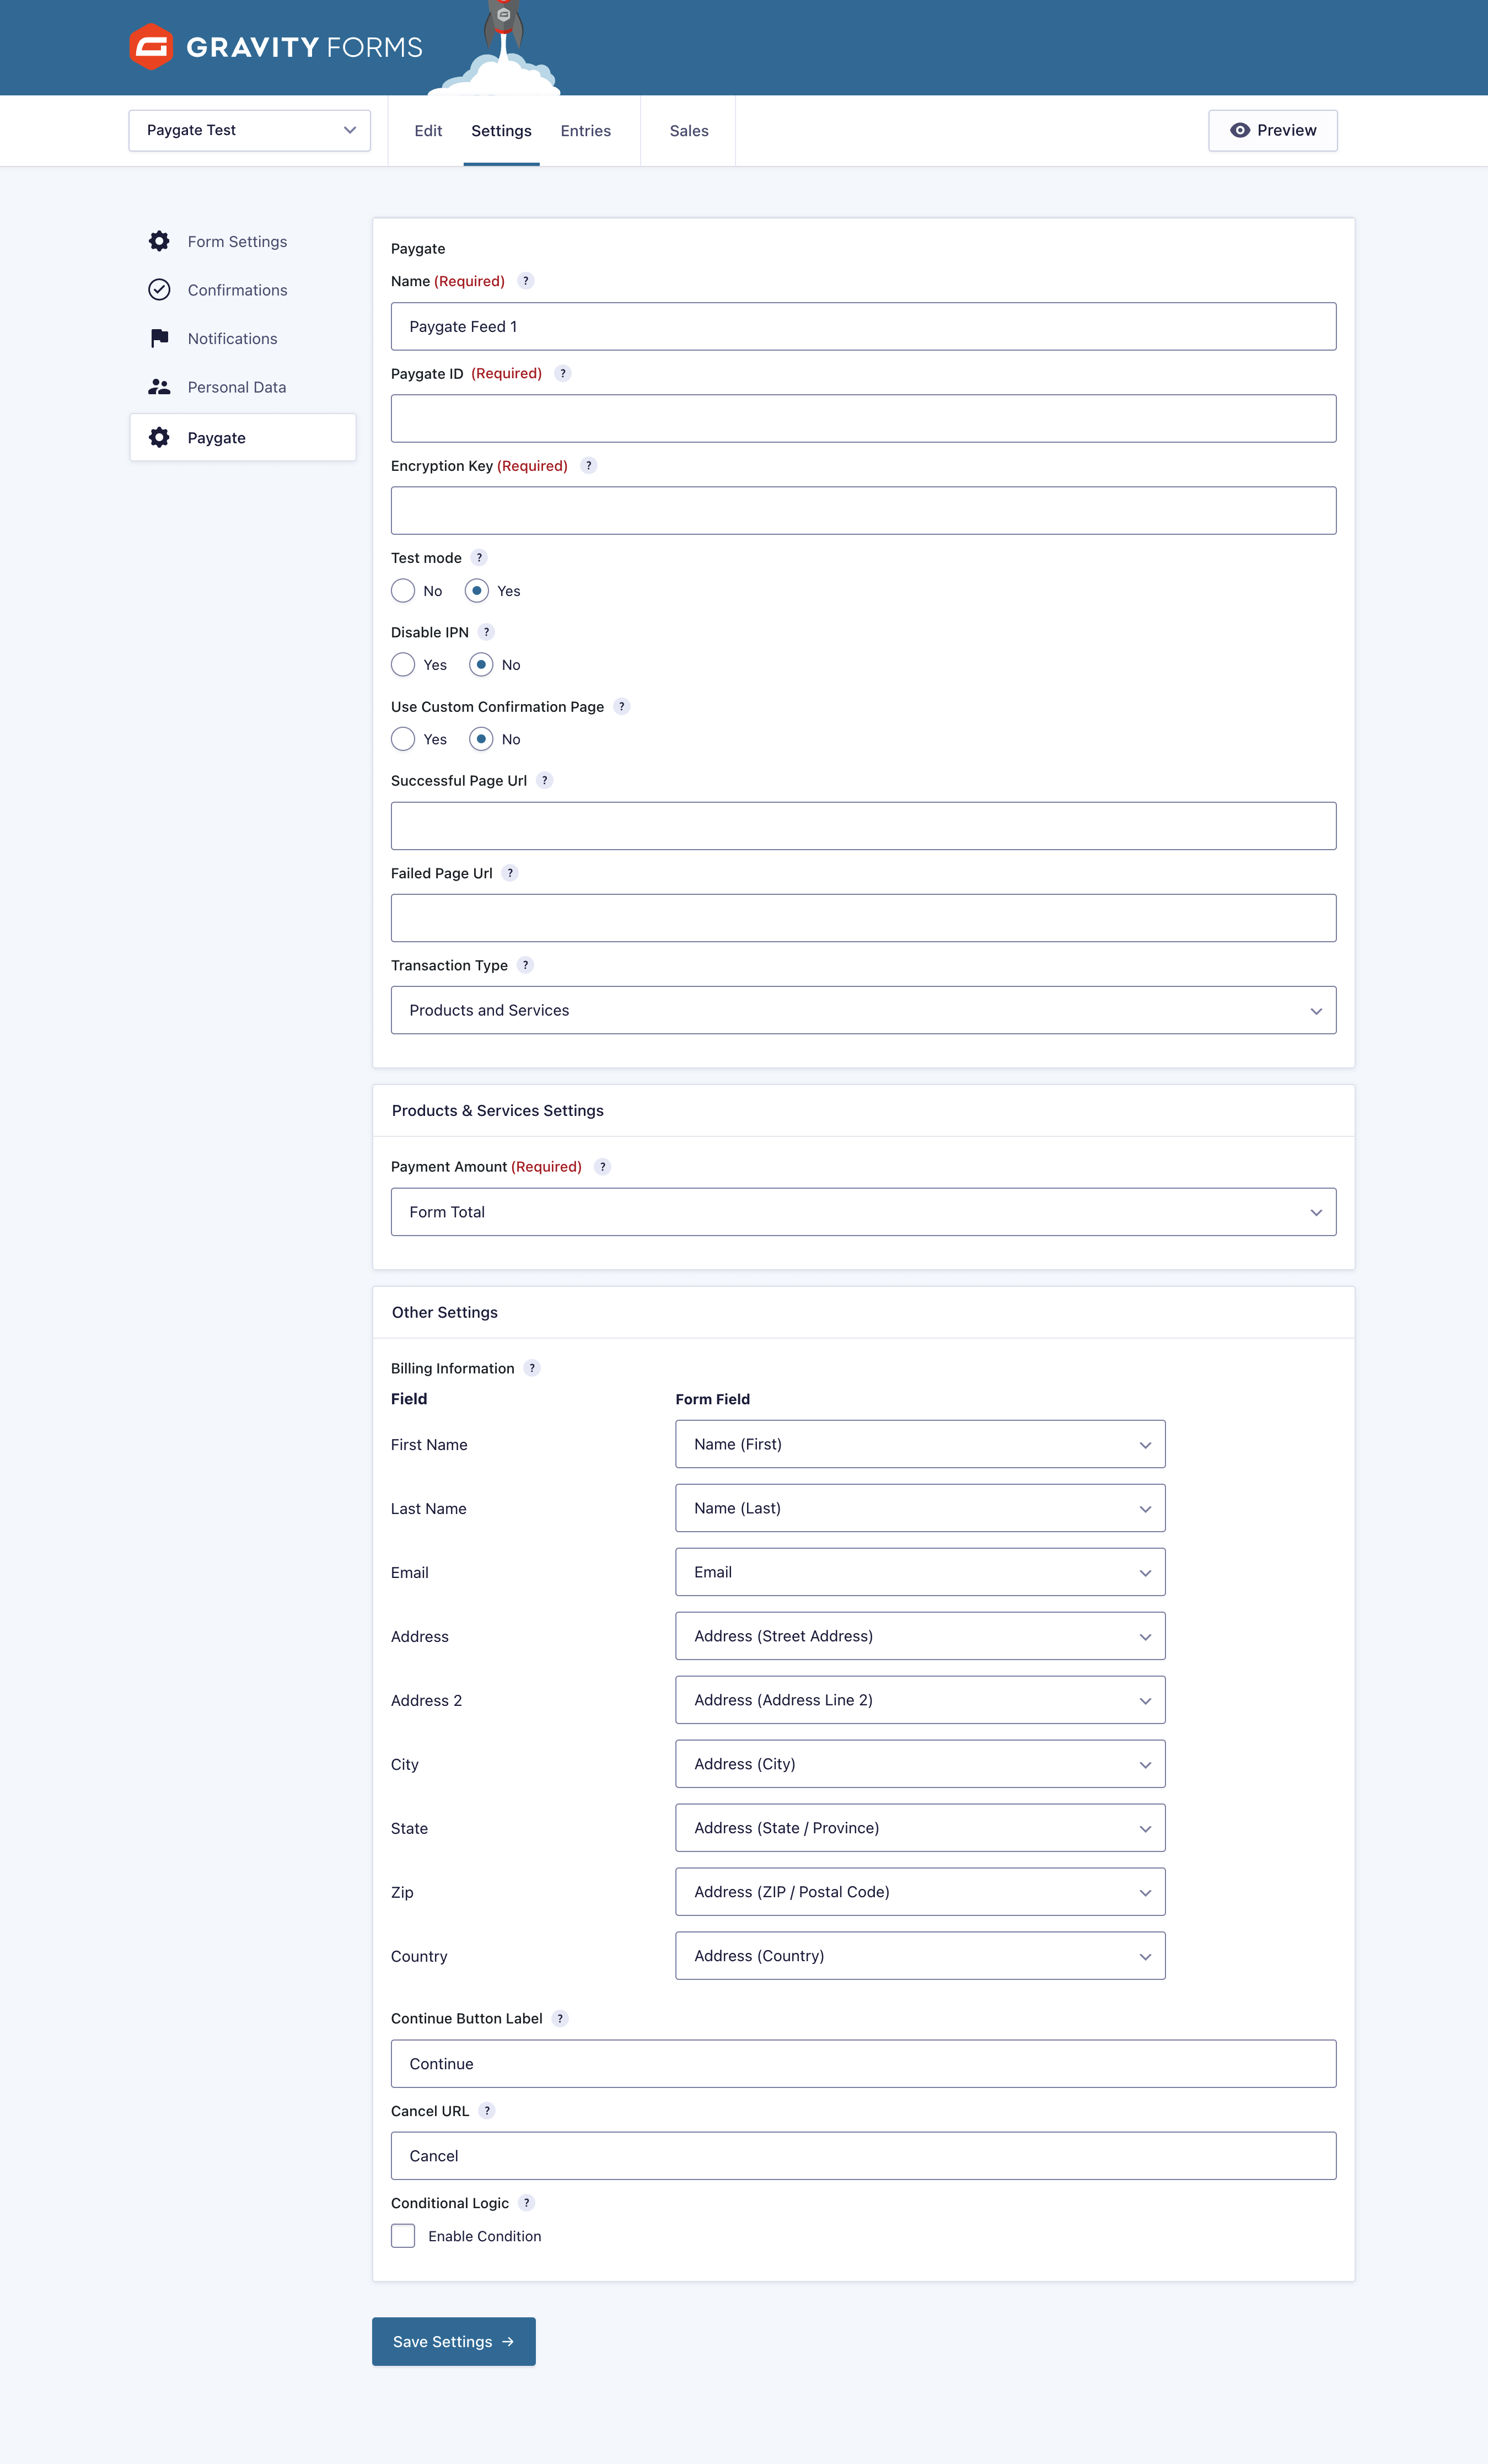 GRAVITY FORMS
Paygate Test
Edit Settings Entries Sales
Preview
Form Settings
Confirmations
Notifications
Personal Data
Paygate
Paygate
Name (Required) ?
Paygate Feed 1
Paygate ID (Required) ?
Encryption Key (Required) ?
Test mode ?
No Yes
Disable IPN ?
Yes No
Use Custom Confirmation Page ?
Yes No
Successful Page Url ?
Failed Page Url ?
Transaction Type ?
Products and Services
Products & Services Settings
Payment Amount (Required) ?
Form Total
Other Settings
Billing Information ?
Field Form Field
First Name Name (First)
Last Name Name (Last)
Email Email
Address Address (Street Address)
Address 2 Address (Address Line 2)
City Address (City)
State Address (State / Province)
Zip Address (ZIP / Postal Code)
Country Address (Country)
Continue Button Label ?
Continue
Cancel URL ?
Cancel
Conditional Logic ?
Enable Condition
Save Settings →